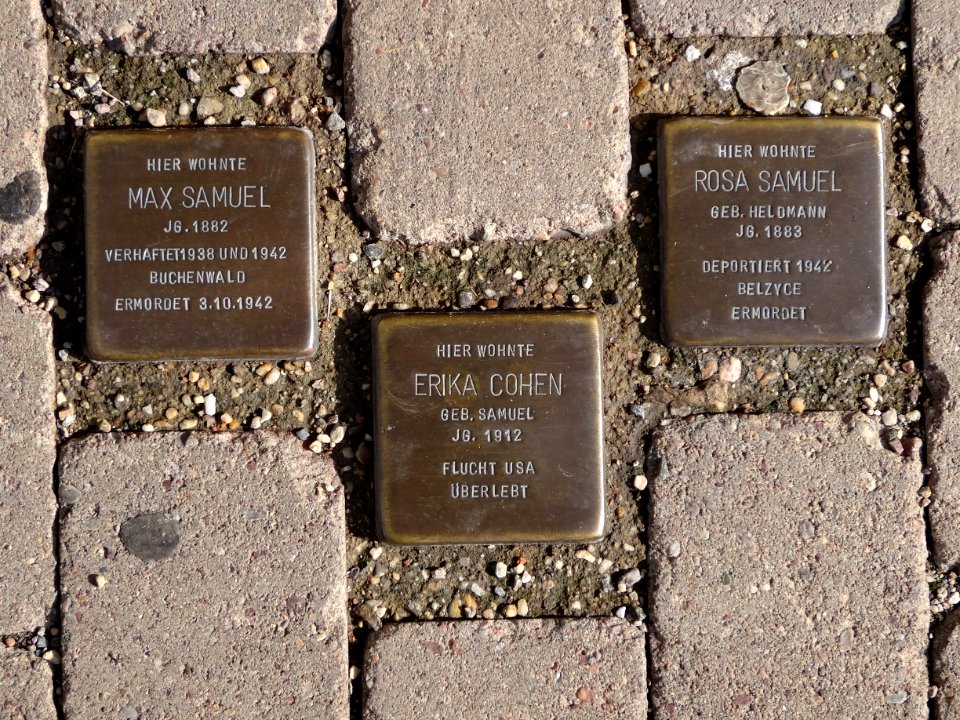 HIER WOHNTE
MAX SAMUEL
JG. 1882
VERHAFTET 1938 UND 1942
BUCHENWALD
ERMORDET 3.10.1942
HIER WOHNTE
ERIKA COHEN
GEB. SAMUEL
JG. 1912
FLUCHT USA
ÜBERLEBT
HIER WOHNTE
ROSA SAMUEL
GEB. HELDMANN
JG. 1883
DEPORTIERT 1942
BELZYCE
ERMORDET